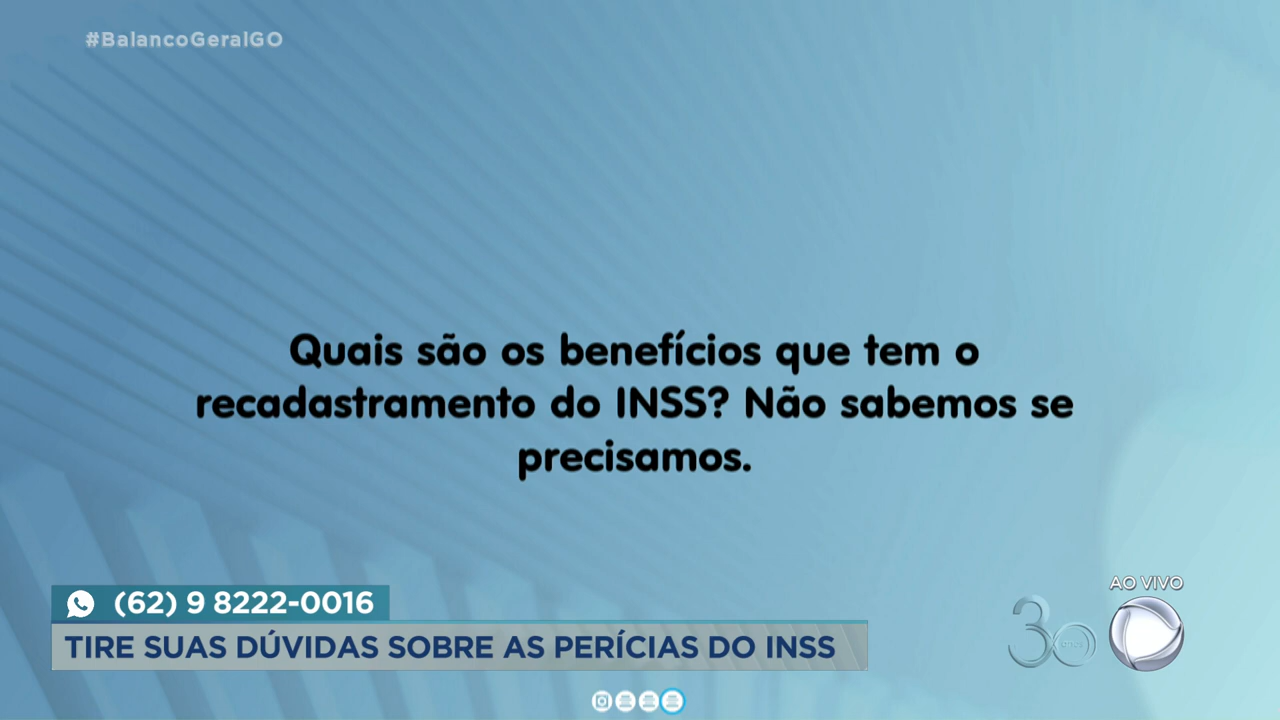 #BalancoGeralGO
Quais são os benefícios que tem o
recadastramento do INSS? Não sabemos se
precisamos.
(62) 9 8222-0016
TIRE SUAS DÚVIDAS SOBRE AS PERÍCIAS DO INSS
AO VIVO
30